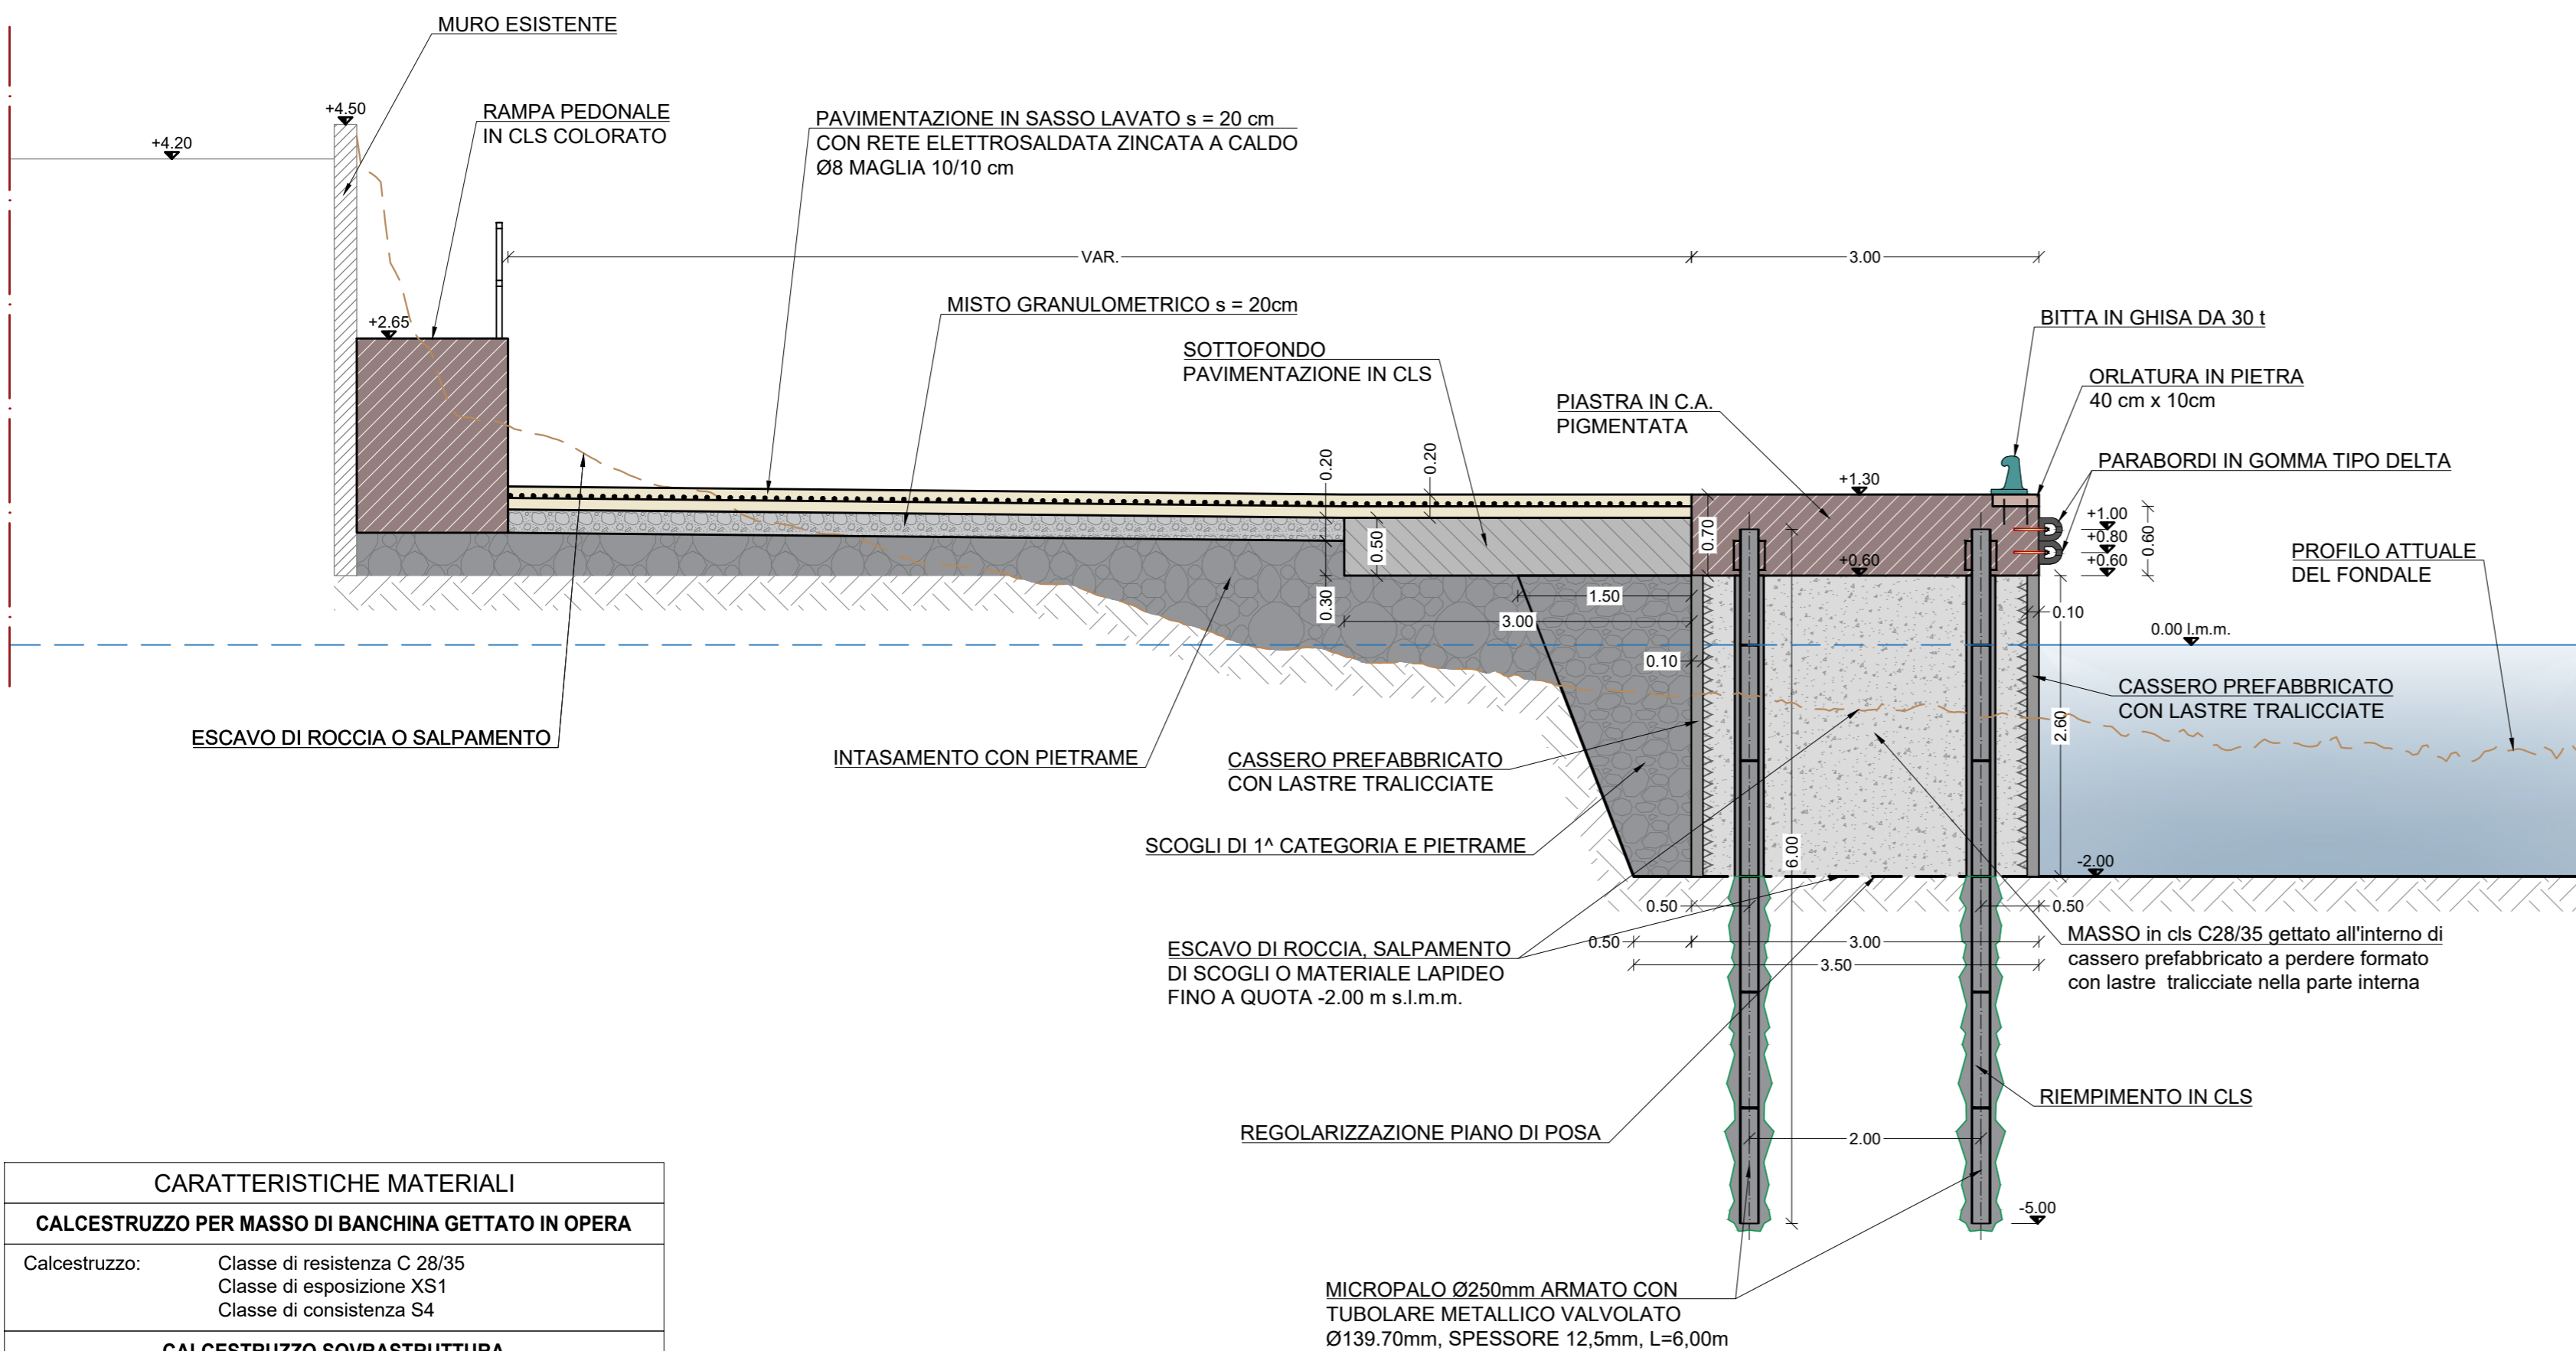 MURO ESISTENTE
+4.50
+4.20
RAMPA PEDONALE
IN CLS COLORATO
PAVIMENTAZIONE IN SASSO LAVATO s = 20 cm
CON RETE ELETTROSALDATA ZINCATA A CALDO
Ø8 MAGLIA 10/10 cm
VAR.
3.00
+2.65
MISTO GRANULOMETRICO s = 20cm
SOTTOFONDO
PAVIMENTAZIONE IN CLS
PIASTRA IN C.A.
PIGMENTATA
BITTA IN GHISA DA 30 t
ORLATURA IN PIETRA
40 cm x 10cm
PARABORDI IN GOMMA TIPO DELTA
0.20
0.20
+1.30
+1.00
+0.80
+0.60
0.60
0.50
0.70
+0.60
0.30
1.50
3.00
0.10
PROFILO ATTUALE
DEL FONDALE
0.00 l.m.m.
0.10
CASSERO PREFABBRICATO
CON LASTRE TRALICCIATE
2.60
ESCAVO DI ROCCIA O SALPAMENTO
INTASAMENTO CON PIETRAME
CASSERO PREFABBRICATO
CON LASTRE TRALICCIATE
SCOGLI DI 1^ CATEGORIA E PIETRAME
6.00
-2.00
0.50
0.50
0.50
3.00
3.50
ESCAVO DI ROCCIA, SALPAMENTO
DI SCOGLI O MATERIALE LAPIDEO
FINO A QUOTA -2.00 m s.l.m.m.
MASSO in cls C28/35 gettato all'interno di
cassero prefabbricato a perdere formato
con lastre tralicciate nella parte interna
RIEMPIMENTO IN CLS
REGOLARIZZAZIONE PIANO DI POSA
2.00
-5.00
MICROPALO Ø250mm ARMATO CON
TUBOLARE METALLICO VALVOLATO
Ø139.70mm, SPESSORE 12,5mm, L=6,00m
CARATTERISTICHE MATERIALI
CALCESTRUZZO PER MASSO DI BANCHINA GETTATO IN OPERA
Calcestruzzo: Classe di resistenza C 28/35
Classe di esposizione XS1
Classe di consistenza S4
CALCESTRUZZO SOVRASTRUTTURA